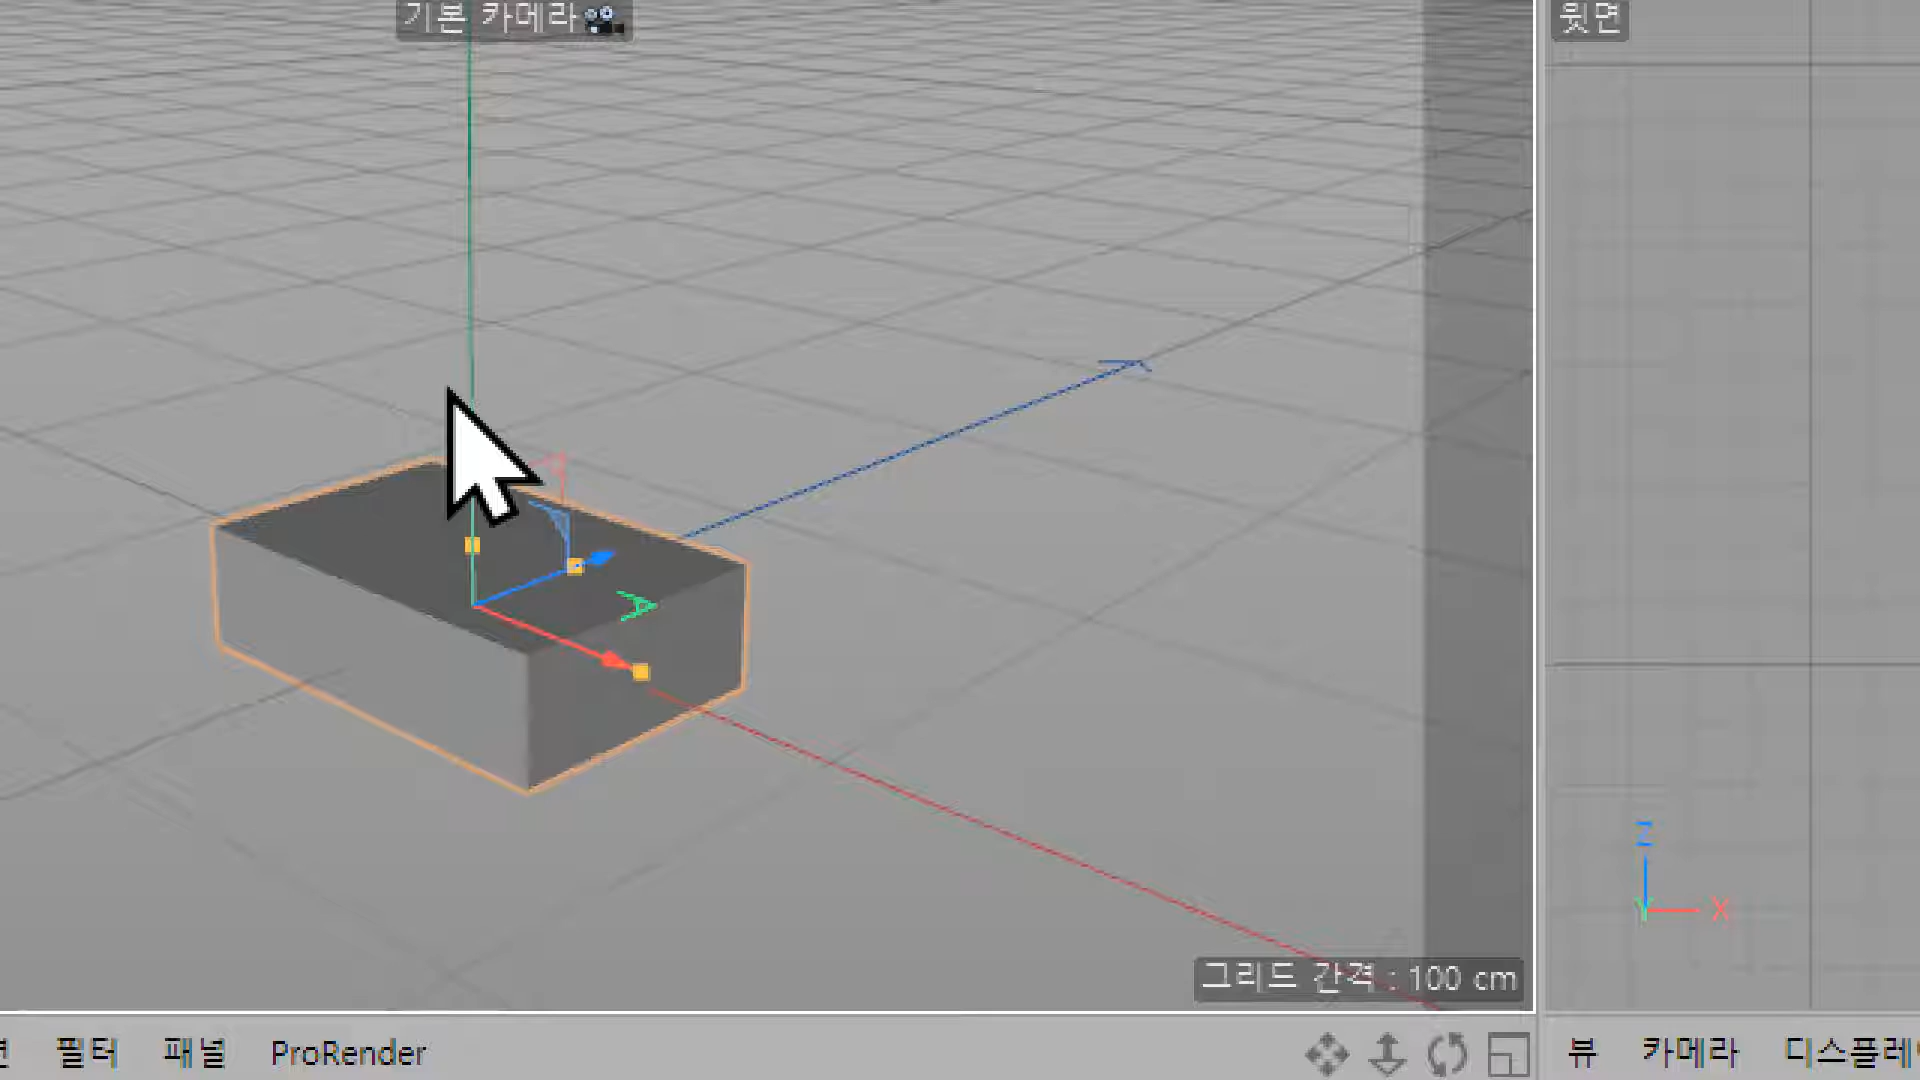 기본 카메라
윗면
Z
Y X
그리드 간격 : 100 cm
필터 패널 ProRender
뷰 카메라 디스플레